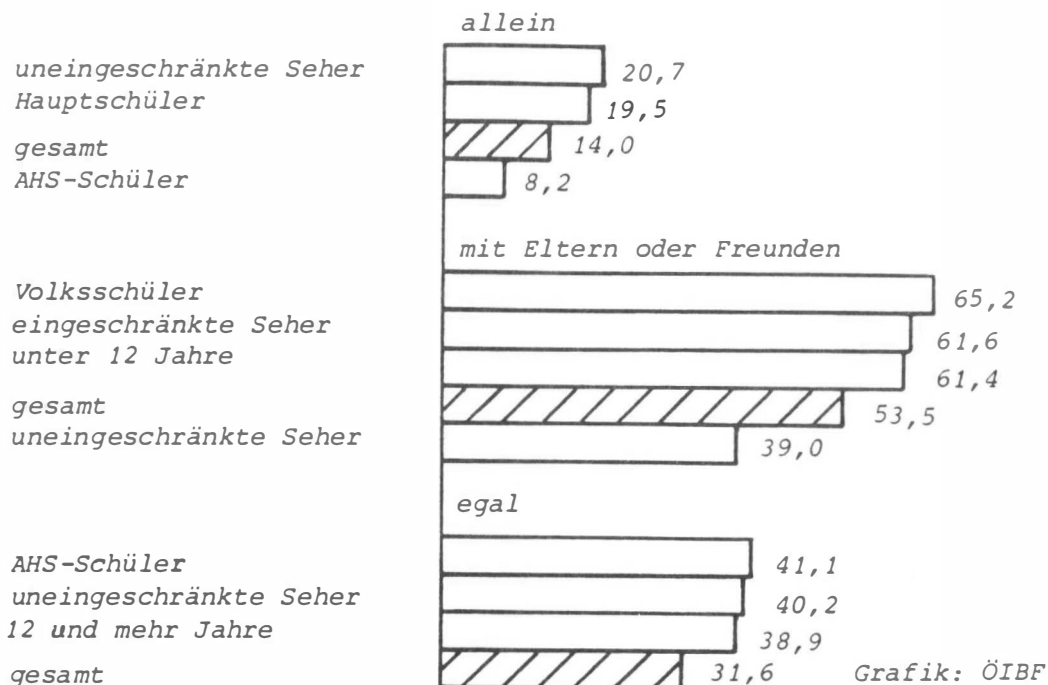 allein
uneingeschränkte Seher 20,7
Hauptschüler 19,5
gesamt 14,0
AHS-Schüler 8,2
mit Eltern oder Freunden
Volksschüler 65,2
eingeschränkte Seher 61,6
unter 12 Jahre 61,4
gesamt 53,5
uneingeschränkte Seher 39,0
egal
AHS-Schüler 41,1
uneingeschränkte Seher 40,2
12 und mehr Jahre 38,9
gesamt 31,6 Grafik: ÖIBF